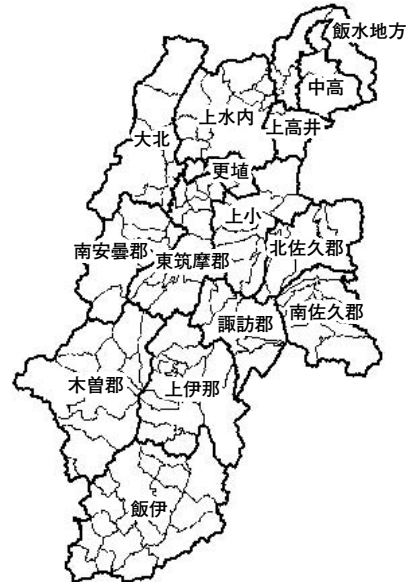 飯水地方
中高
上水内
上高井
大北
更埴
上小
南安曇郡
東筑摩郡
北佐久郡
諏訪郡
南佐久郡
木曽郡
上伊那
飯伊